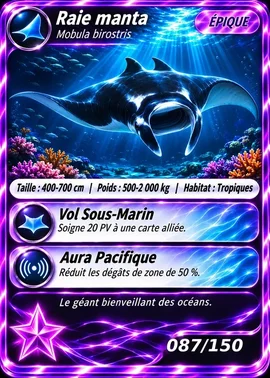 Raie manta
ÉPIQUE
Mobula birostris
Taille : 400-700 cm | Poids : 500-2 000 kg | Habitat : Tropiques
Vol Sous-Marin
Soigne 20 PV à une carte alliée.
Aura Pacifique
Réduit les dégâts de zone de 50 %.
Le géant bienveillant des océans.
087/150